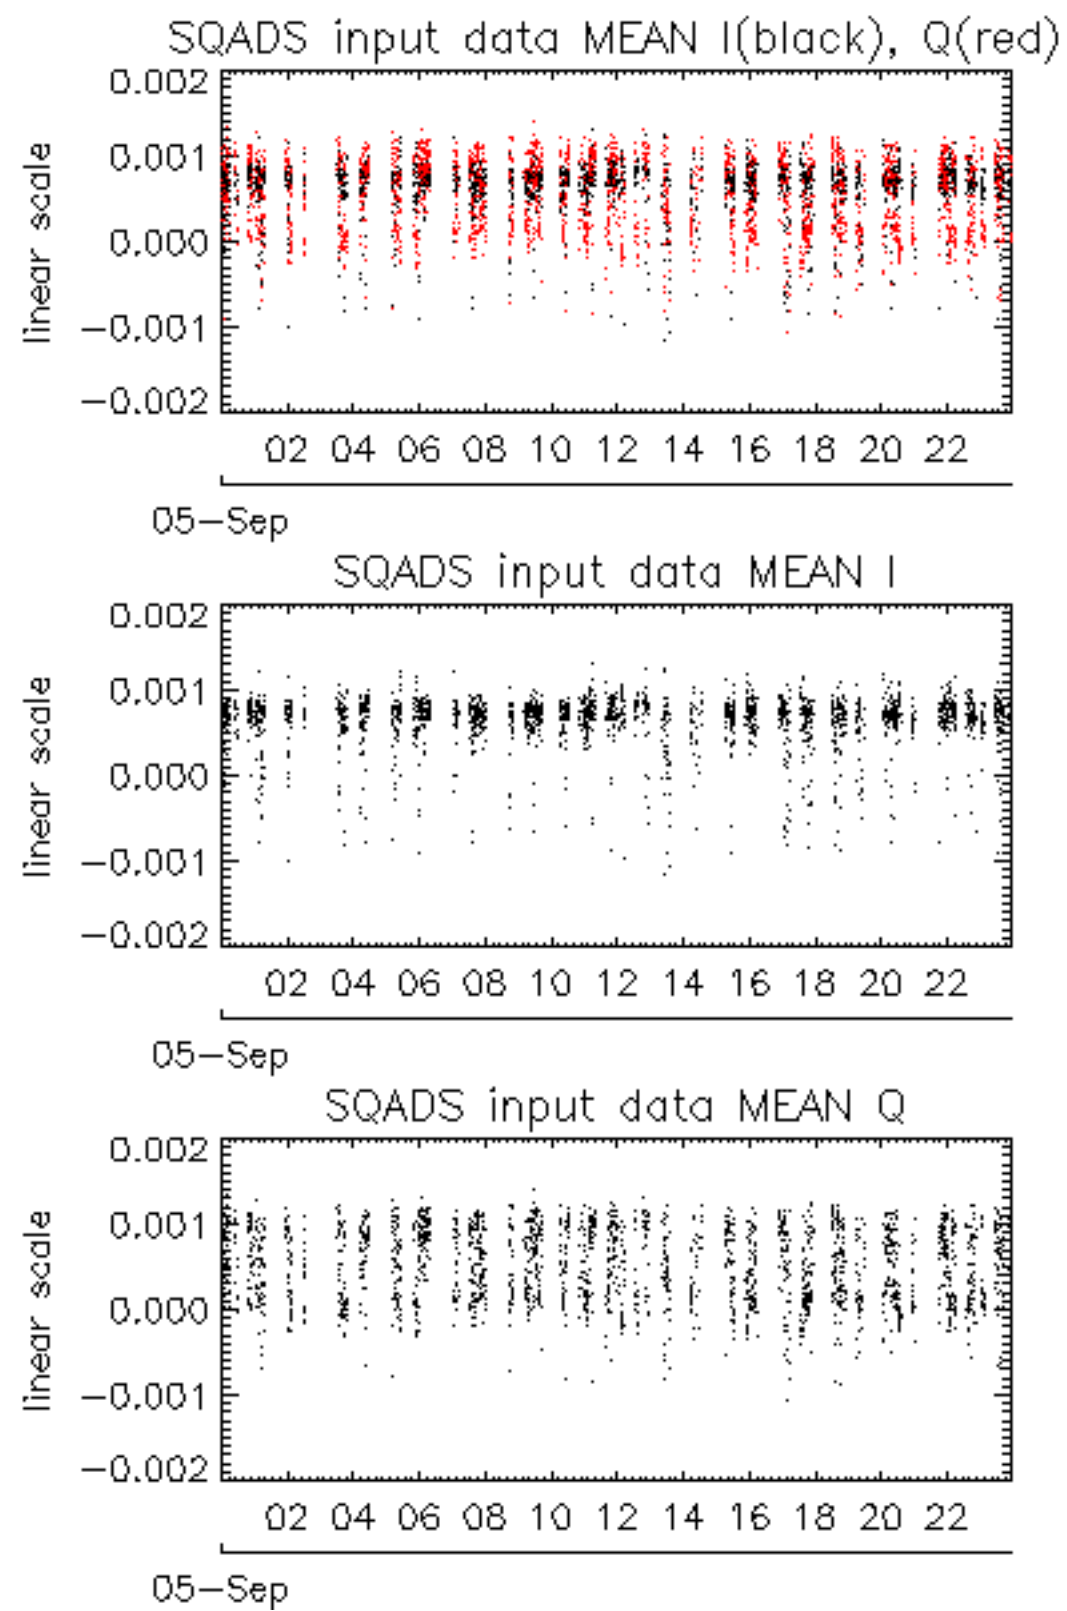 SQADS input data MEAN I(black), Q(red)
0.002
0.001
0.000
−0.001
−0.002
linear scale
02 04 06 08 10 12 14 16 18 20 22
05−Sep
SQADS input data MEAN I
0.002
0.001
0.000
−0.001
−0.002
linear scale
02 04 06 08 10 12 14 16 18 20 22
05−Sep
SQADS input data MEAN Q
0.002
0.001
0.000
−0.001
−0.002
linear scale
02 04 06 08 10 12 14 16 18 20 22
05−Sep